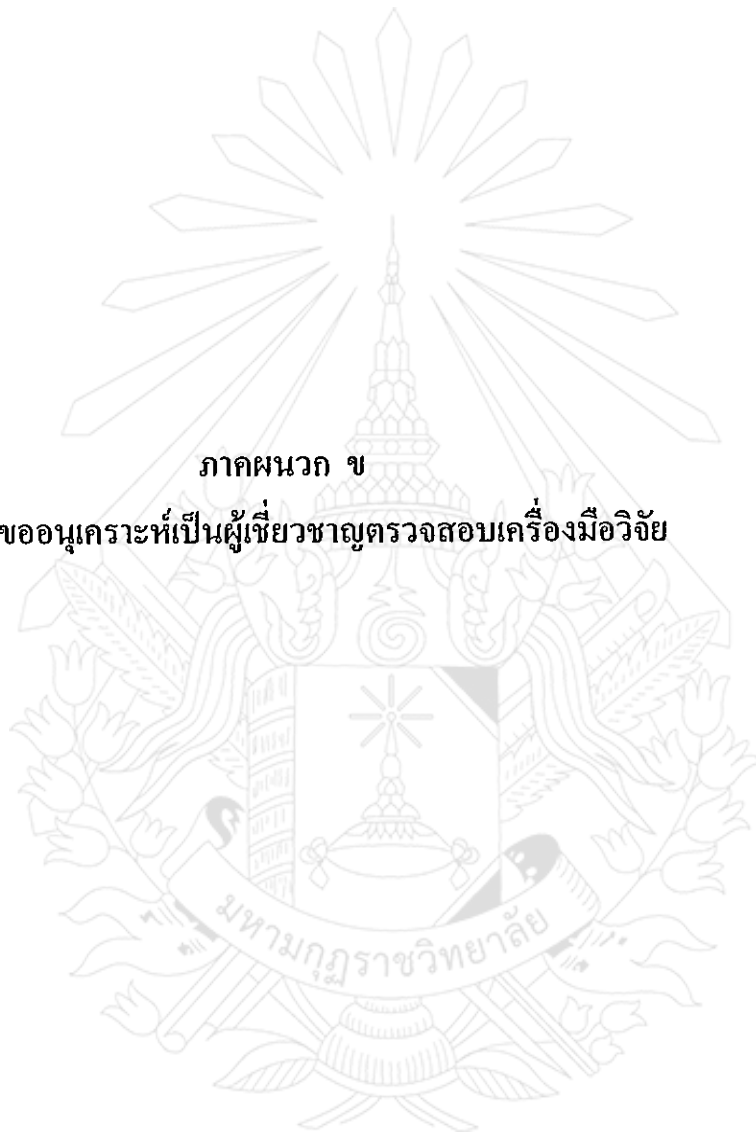 ภาคผนวก ข
ขออนุเคราะห์เป็นผู้เชี่ยวชาญตรวจสอบเครื่องมือวิจัย
มหามกุฏราชวิทยาลัย